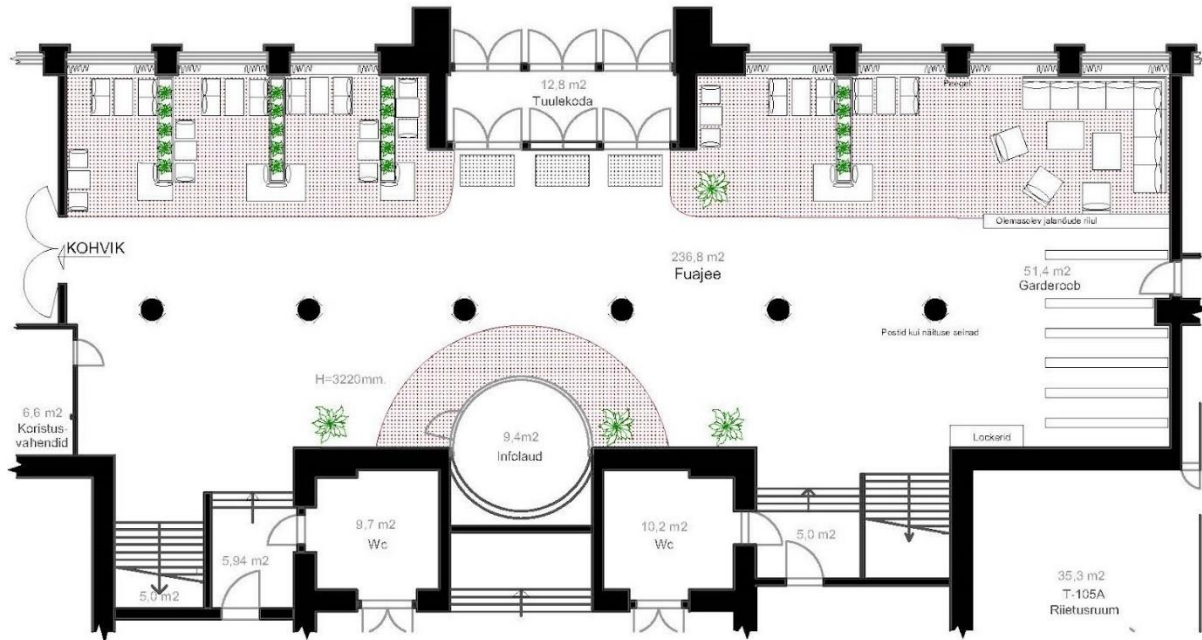 12,8 m2
Tuulekoda
Peegel
Olemasolev jalanõude riiul
KOHVIK
236,8 m2
Fuajee
51,4 m2
Garderoob
Postid kui näituse seinad
H=3220mm.
6,6 m2
Koristus-
vahendid
9,4m2
Infolaud
Lockerid
9,7 m2
Wc
10,2 m2
Wc
5,94 m2
5,0 m2
5,0 m2
35,3 m2
T-105A
Riietusruum